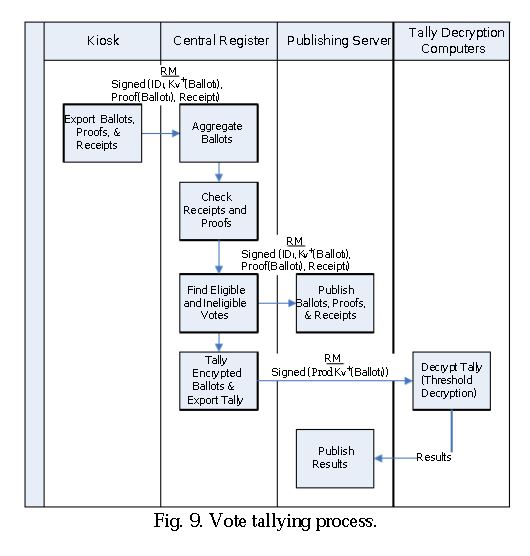 Kiosk
Central Register
Publishing Server
Tally Decryption
Computers
RM
Signed (IDi, Kv+(Balloti),
Proof(Balloti), Receipti)
Export Ballots,
Proofs, &
Receipts
Aggregate
Ballots
Check
Receipts and
Proofs
RM
Signed (IDi, Kv+(Balloti),
Proof(Balloti), Receipti)
Find Eligible
and Ineligible
Votes
Publish
Ballots, Proofs,
& Receipts
Tally
Encrypted
Ballots &
Export Tally
RM
Signed (Prod Kv+(Balloti))
Decrypt Tally
(Threshold
Decryption)
Publish
Results
Results
Fig. 9. Vote tallying process.